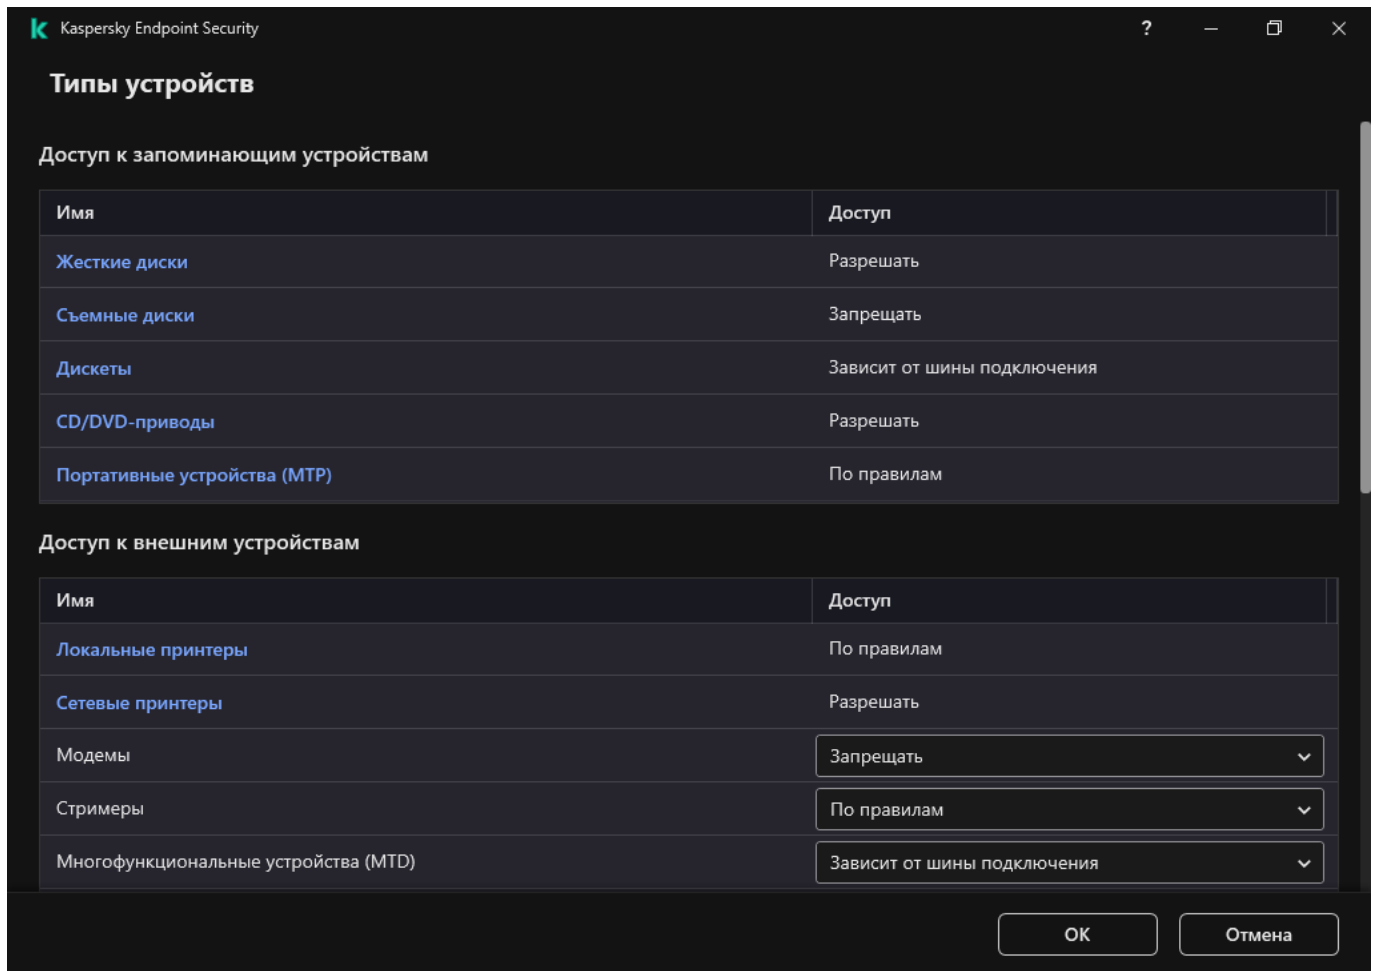 Kaspersky Endpoint Security
?
Типы устройств
Доступ к запоминающим устройствам
Имя Доступ
Жесткие диски Разрешать
Съемные диски Запрещать
Дискеты Зависит от шины подключения
CD/DVD-приводы Разрешать
Портативные устройства (MTP) По правилам
Доступ к внешним устройствам
Имя Доступ
Локальные принтеры По правилам
Сетевые принтеры Разрешать
Модемы Запрещать
Стримеры По правилам
Многофункциональные устройства (MTD) Зависит от шины подключения
ОК Отмена